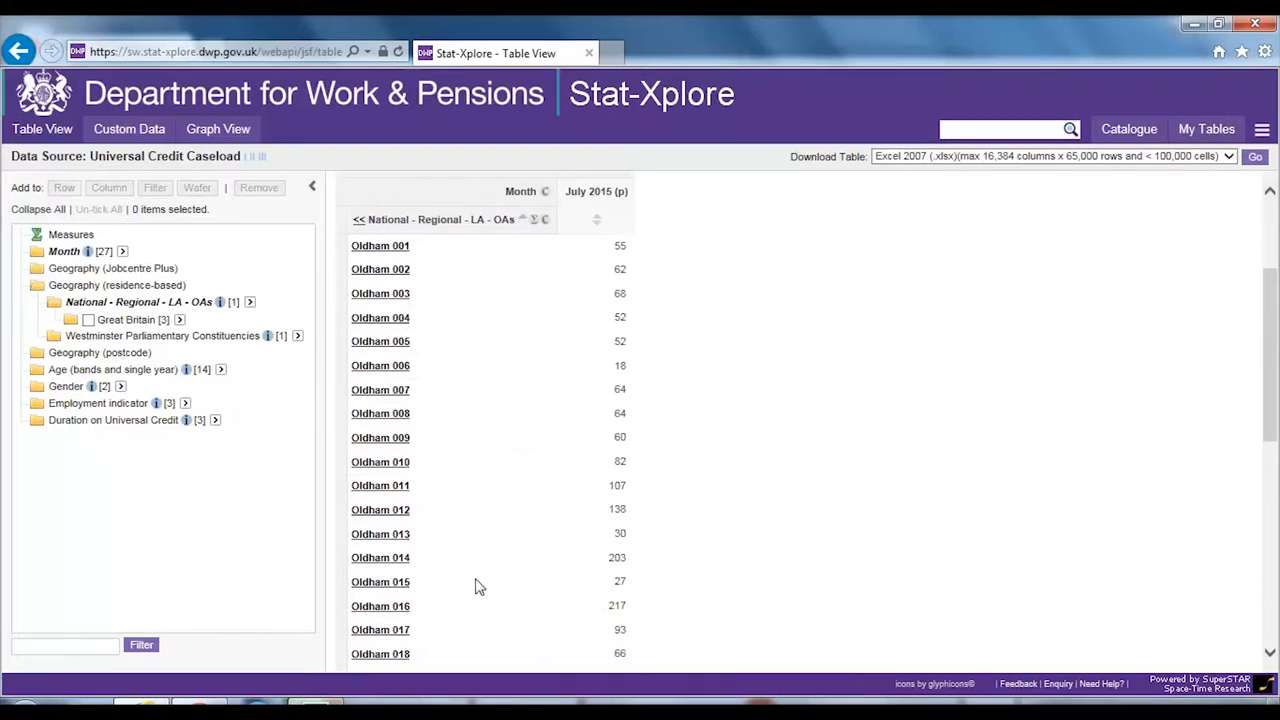 https://sw.stat-xplore.dwp.gov.uk/webapi/jsf/table
DWP Stat-Xplore - Table View
Department for Work & Pensions Stat-Xplore
Table View Custom Data Graph View Catalogue My Tables
Data Source: Universal Credit Caseload Download Table: Excel 2007 (.xlsx)(max 16,384 columns x 65,000 rows and < 100,000 cells) Go
Add to: Row Column Filter Wafer | Remove
Collapse All | Un-tick All | 0 items selected.
Measures
Month [27]
Geography (Jobcentre Plus)
Geography (residence-based)
National - Regional - LA - OAs [1]
Great Britain [3]
Westminster Parliamentary Constituencies [1]
Geography (postcode)
Age (bands and single year) [14]
Gender [2]
Employment indicator [3]
Duration on Universal Credit [3]
Filter
Month July 2015 (p)
<< National - Regional - LA - OAs
Oldham 001 55
Oldham 002 62
Oldham 003 68
Oldham 004 52
Oldham 005 52
Oldham 006 18
Oldham 007 64
Oldham 008 64
Oldham 009 60
Oldham 010 82
Oldham 011 107
Oldham 012 138
Oldham 013 30
Oldham 014 203
Oldham 015 27
Oldham 016 217
Oldham 017 93
Oldham 018 66
icons by glyphicons® | Feedback | Enquiry | Need Help? |
Powered by SuperSTAR
Space-Time Research